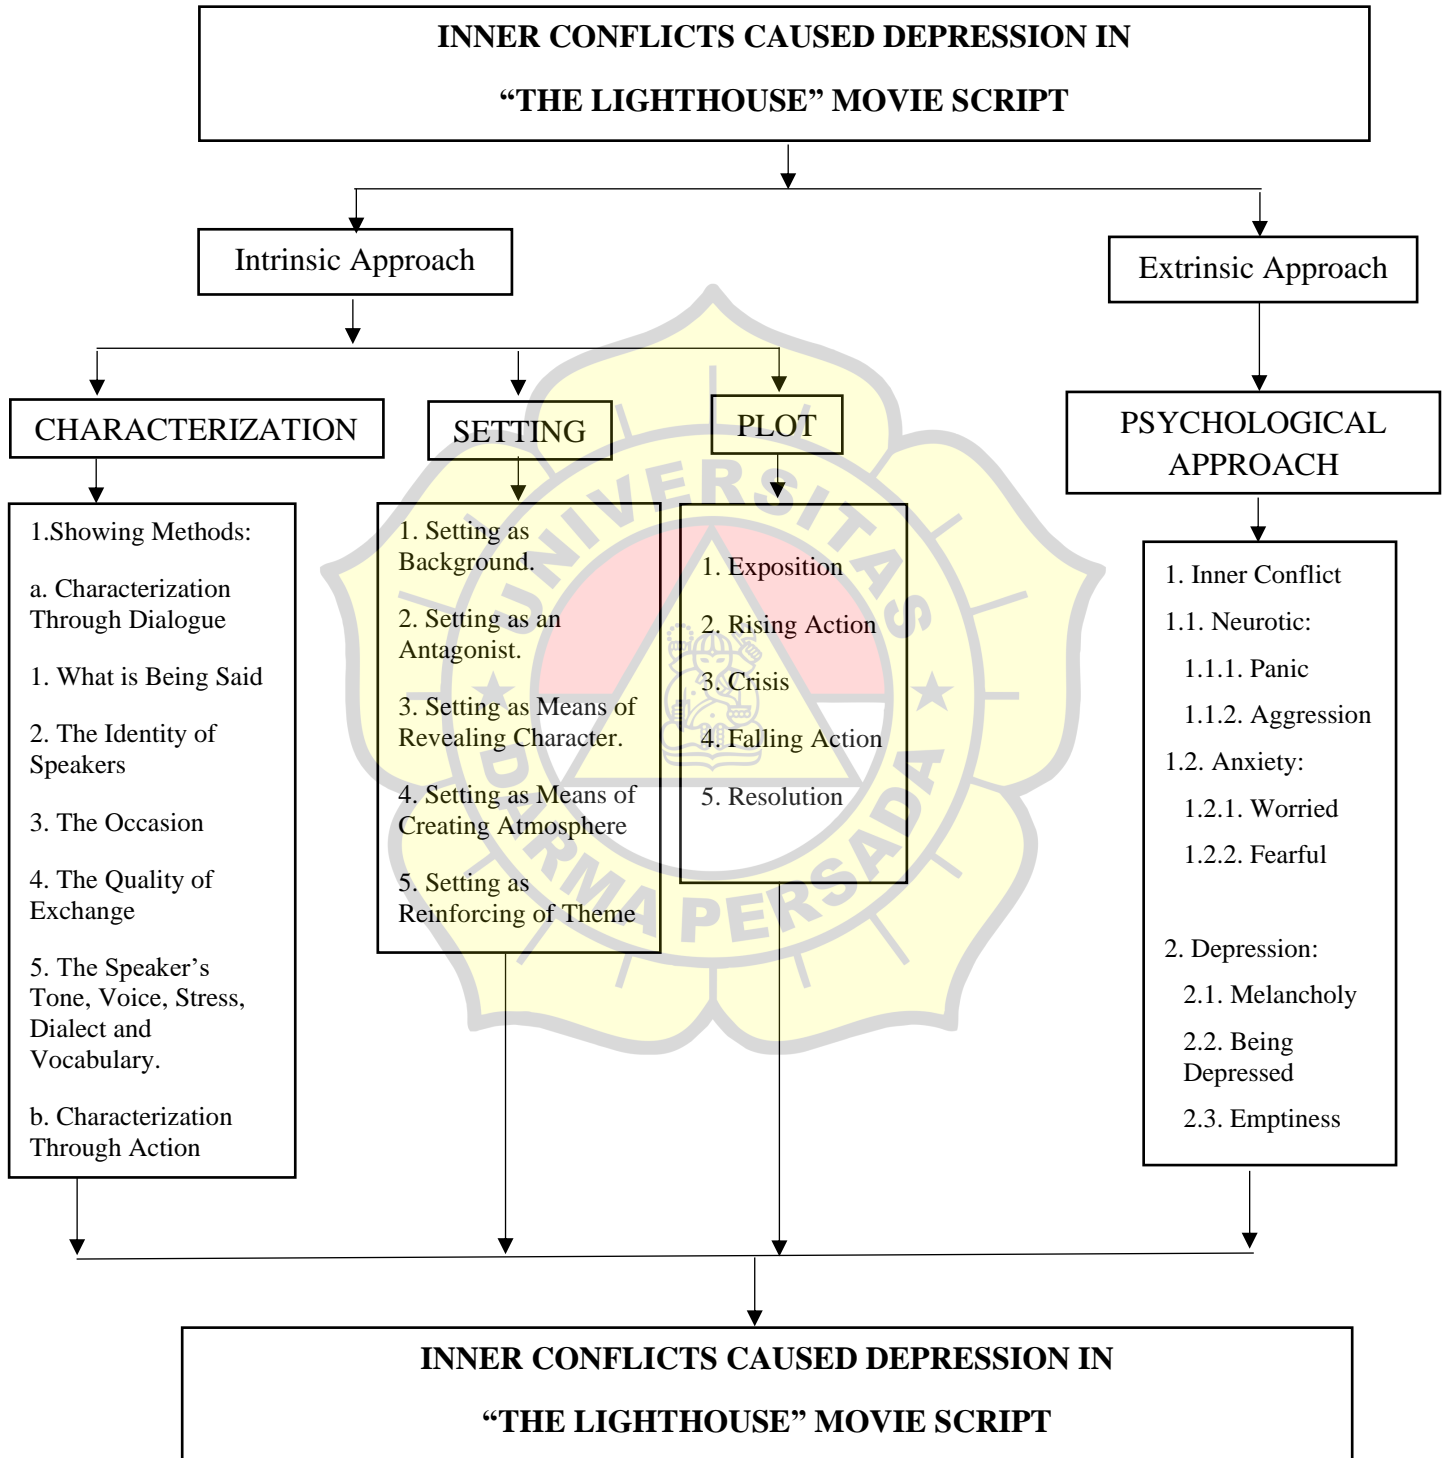 INNER CONFLICTS CAUSED DEPRESSION IN
“THE LIGHTHOUSE” MOVIE SCRIPT
Intrinsic Approach
Extrinsic Approach
CHARACTERIZATION
SETTING
PLOT
PSYCHOLOGICAL
APPROACH
1.Showing Methods:
a. Characterization
Through Dialogue
1. What is Being Said
2. The Identity of
Speakers
3. The Occasion
4. The Quality of
Exchange
5. The Speaker’s
Tone, Voice, Stress,
Dialect and
Vocabulary.
b. Characterization
Through Action
1. Setting as
Background.
2. Setting as an
Antagonist.
3. Setting as Means of
Revealing Character.
4. Setting as Means of
Creating Atmosphere
5. Setting as
Reinforcing of Theme
1. Exposition
2. Rising Action
3. Crisis
4. Falling Action
5. Resolution
1. Inner Conflict
1.1. Neurotic:
1.1.1. Panic
1.1.2. Aggression
1.2. Anxiety:
1.2.1. Worried
1.2.2. Fearful
2. Depression:
2.1. Melancholy
2.2. Being
Depressed
2.3. Emptiness
UNIVERSITAS
DARMA PERSADA
INNER CONFLICTS CAUSED DEPRESSION IN
“THE LIGHTHOUSE” MOVIE SCRIPT